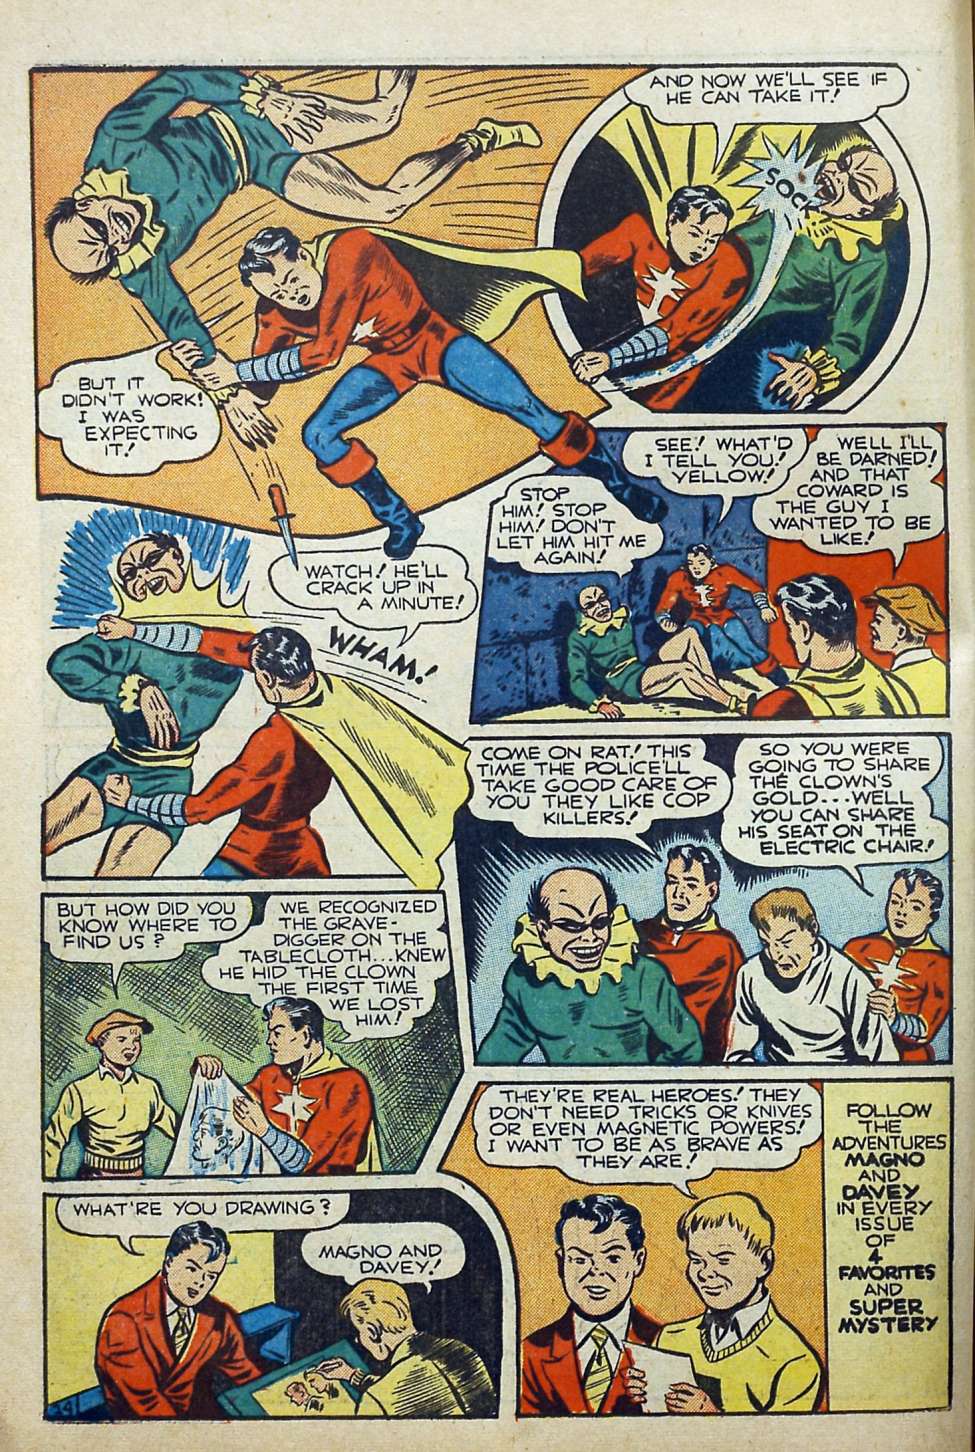 BUT IT
DIDN'T WORK!
I WAS
EXPECTING
IT!
AND NOW WE'LL SEE IF
HE CAN TAKE IT!
SOCK
WATCH! HE'LL
CRACK UP IN
A MINUTE!
WHAM!
STOP
HIM! STOP
HIM! DON'T
LET HIM HIT ME
AGAIN!
SEE! WHAT'D
I TELL YOU!
YELLOW!
WELL I'LL
BE DARNED!
AND THAT
COWARD IS
THE GUY I
WANTED TO BE
LIKE!
BUT HOW DID YOU
KNOW WHERE TO
FIND US?
WE RECOGNIZED
THE GRAVE-
DIGGER ON THE
TABLECLOTH...KNEW
HE HID THE CLOWN
THE FIRST TIME
WE LOST
HIM!
COME ON RAT! THIS
TIME THE POLICE'LL
TAKE GOOD CARE OF
YOU THEY LIKE COP
KILLERS!
SO YOU WERE
GOING TO SHARE
THE CLOWN'S
GOLD...WELL
YOU CAN SHARE
HIS SEAT ON THE
ELECTRIC CHAIR!
WHAT'RE YOU DRAWING?
MAGNO AND
DAVEY!
THEY'RE REAL HEROES! THEY
DON'T NEED TRICKS OR KNIVES
OR EVEN MAGNETIC POWERS!
I WANT TO BE AS BRAVE AS
THEY ARE!
FOLLOW
THE
ADVENTURES
MAGNO
AND
DAVEY
IN EVERY
ISSUE
OF
4
FAVORITES
AND
SUPER
MYSTERY